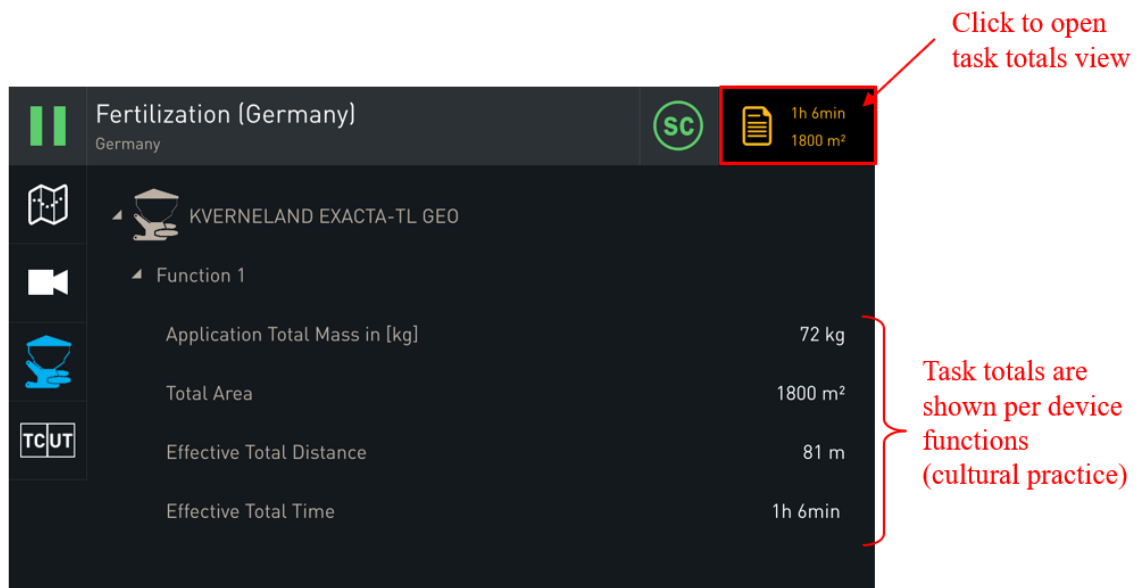 Click to open
task totals view
Fertilization (Germany)
Germany
SC
1h 6min
1800 m²
KVERNELAND EXACTA-TL GEO
Function 1
Application Total Mass in [kg]
72 kg
Total Area
1800 m²
Effective Total Distance
81 m
Effective Total Time
1h 6min
TC UT
Task totals are
shown per device
functions
(cultural practice)